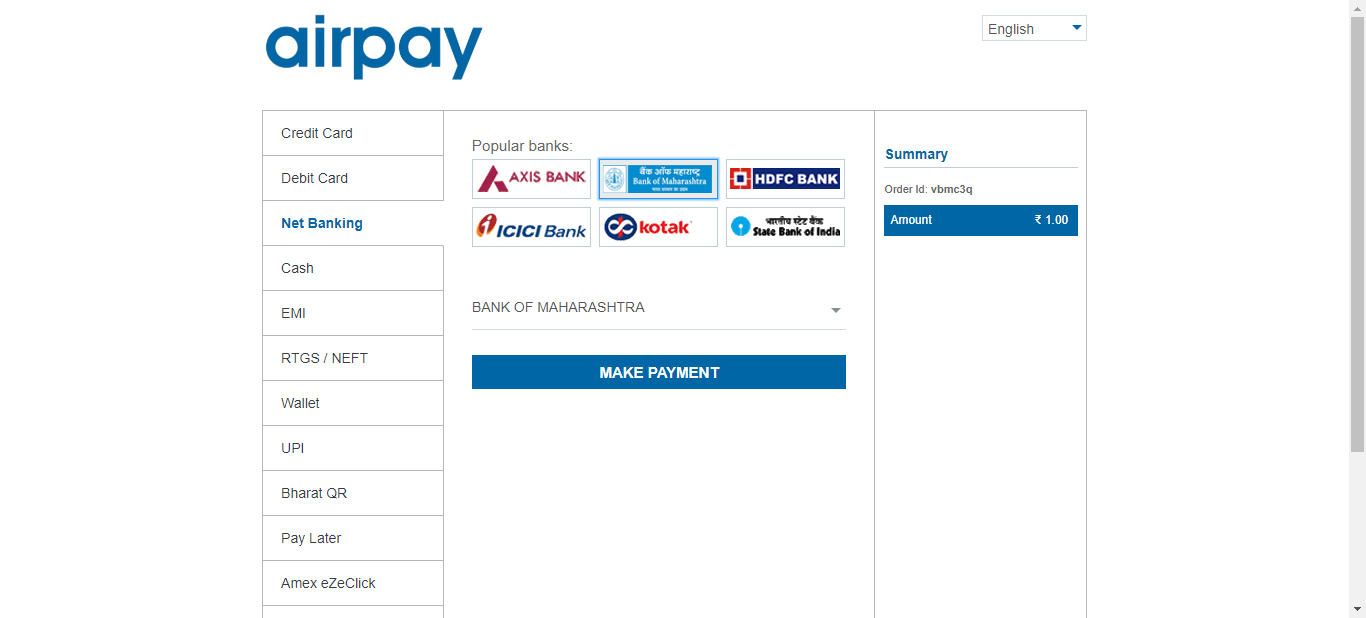 airpay
English
Credit Card
Debit Card
Net Banking
Cash
EMI
RTGS / NEFT
Wallet
UPI
Bharat QR
Pay Later
Amex eZeClick
Popular banks:
AXIS BANK
बैंक ऑफ महाराष्ट्र
Bank of Maharashtra
HDFC BANK
ICICI Bank
kotak
भारतीय स्टेट बैंक
State Bank of India
BANK OF MAHARASHTRA
MAKE PAYMENT
Summary
Order Id: vbmc3q
Amount ₹ 1.00